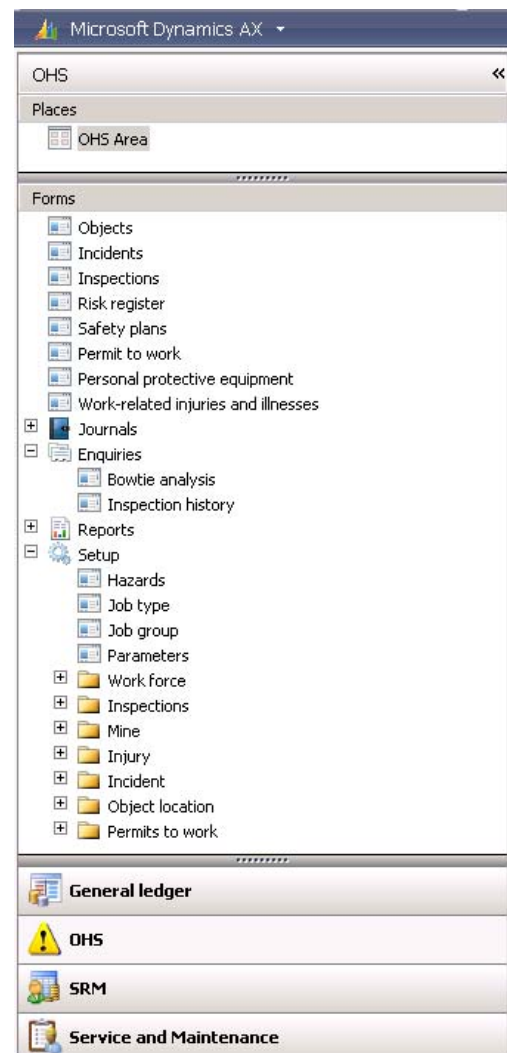 Microsoft Dynamics AX
OHS
Places
OHS Area
Forms
Objects
Incidents
Inspections
Risk register
Safety plans
Permit to work
Personal protective equipment
Work-related injuries and illnesses
Journals
Enquiries
Bowtie analysis
Inspection history
Reports
Setup
Hazards
Job type
Job group
Parameters
Work force
Inspections
Mine
Injury
Incident
Object location
Permits to work
General ledger
OHS
SRM
Service and Maintenance